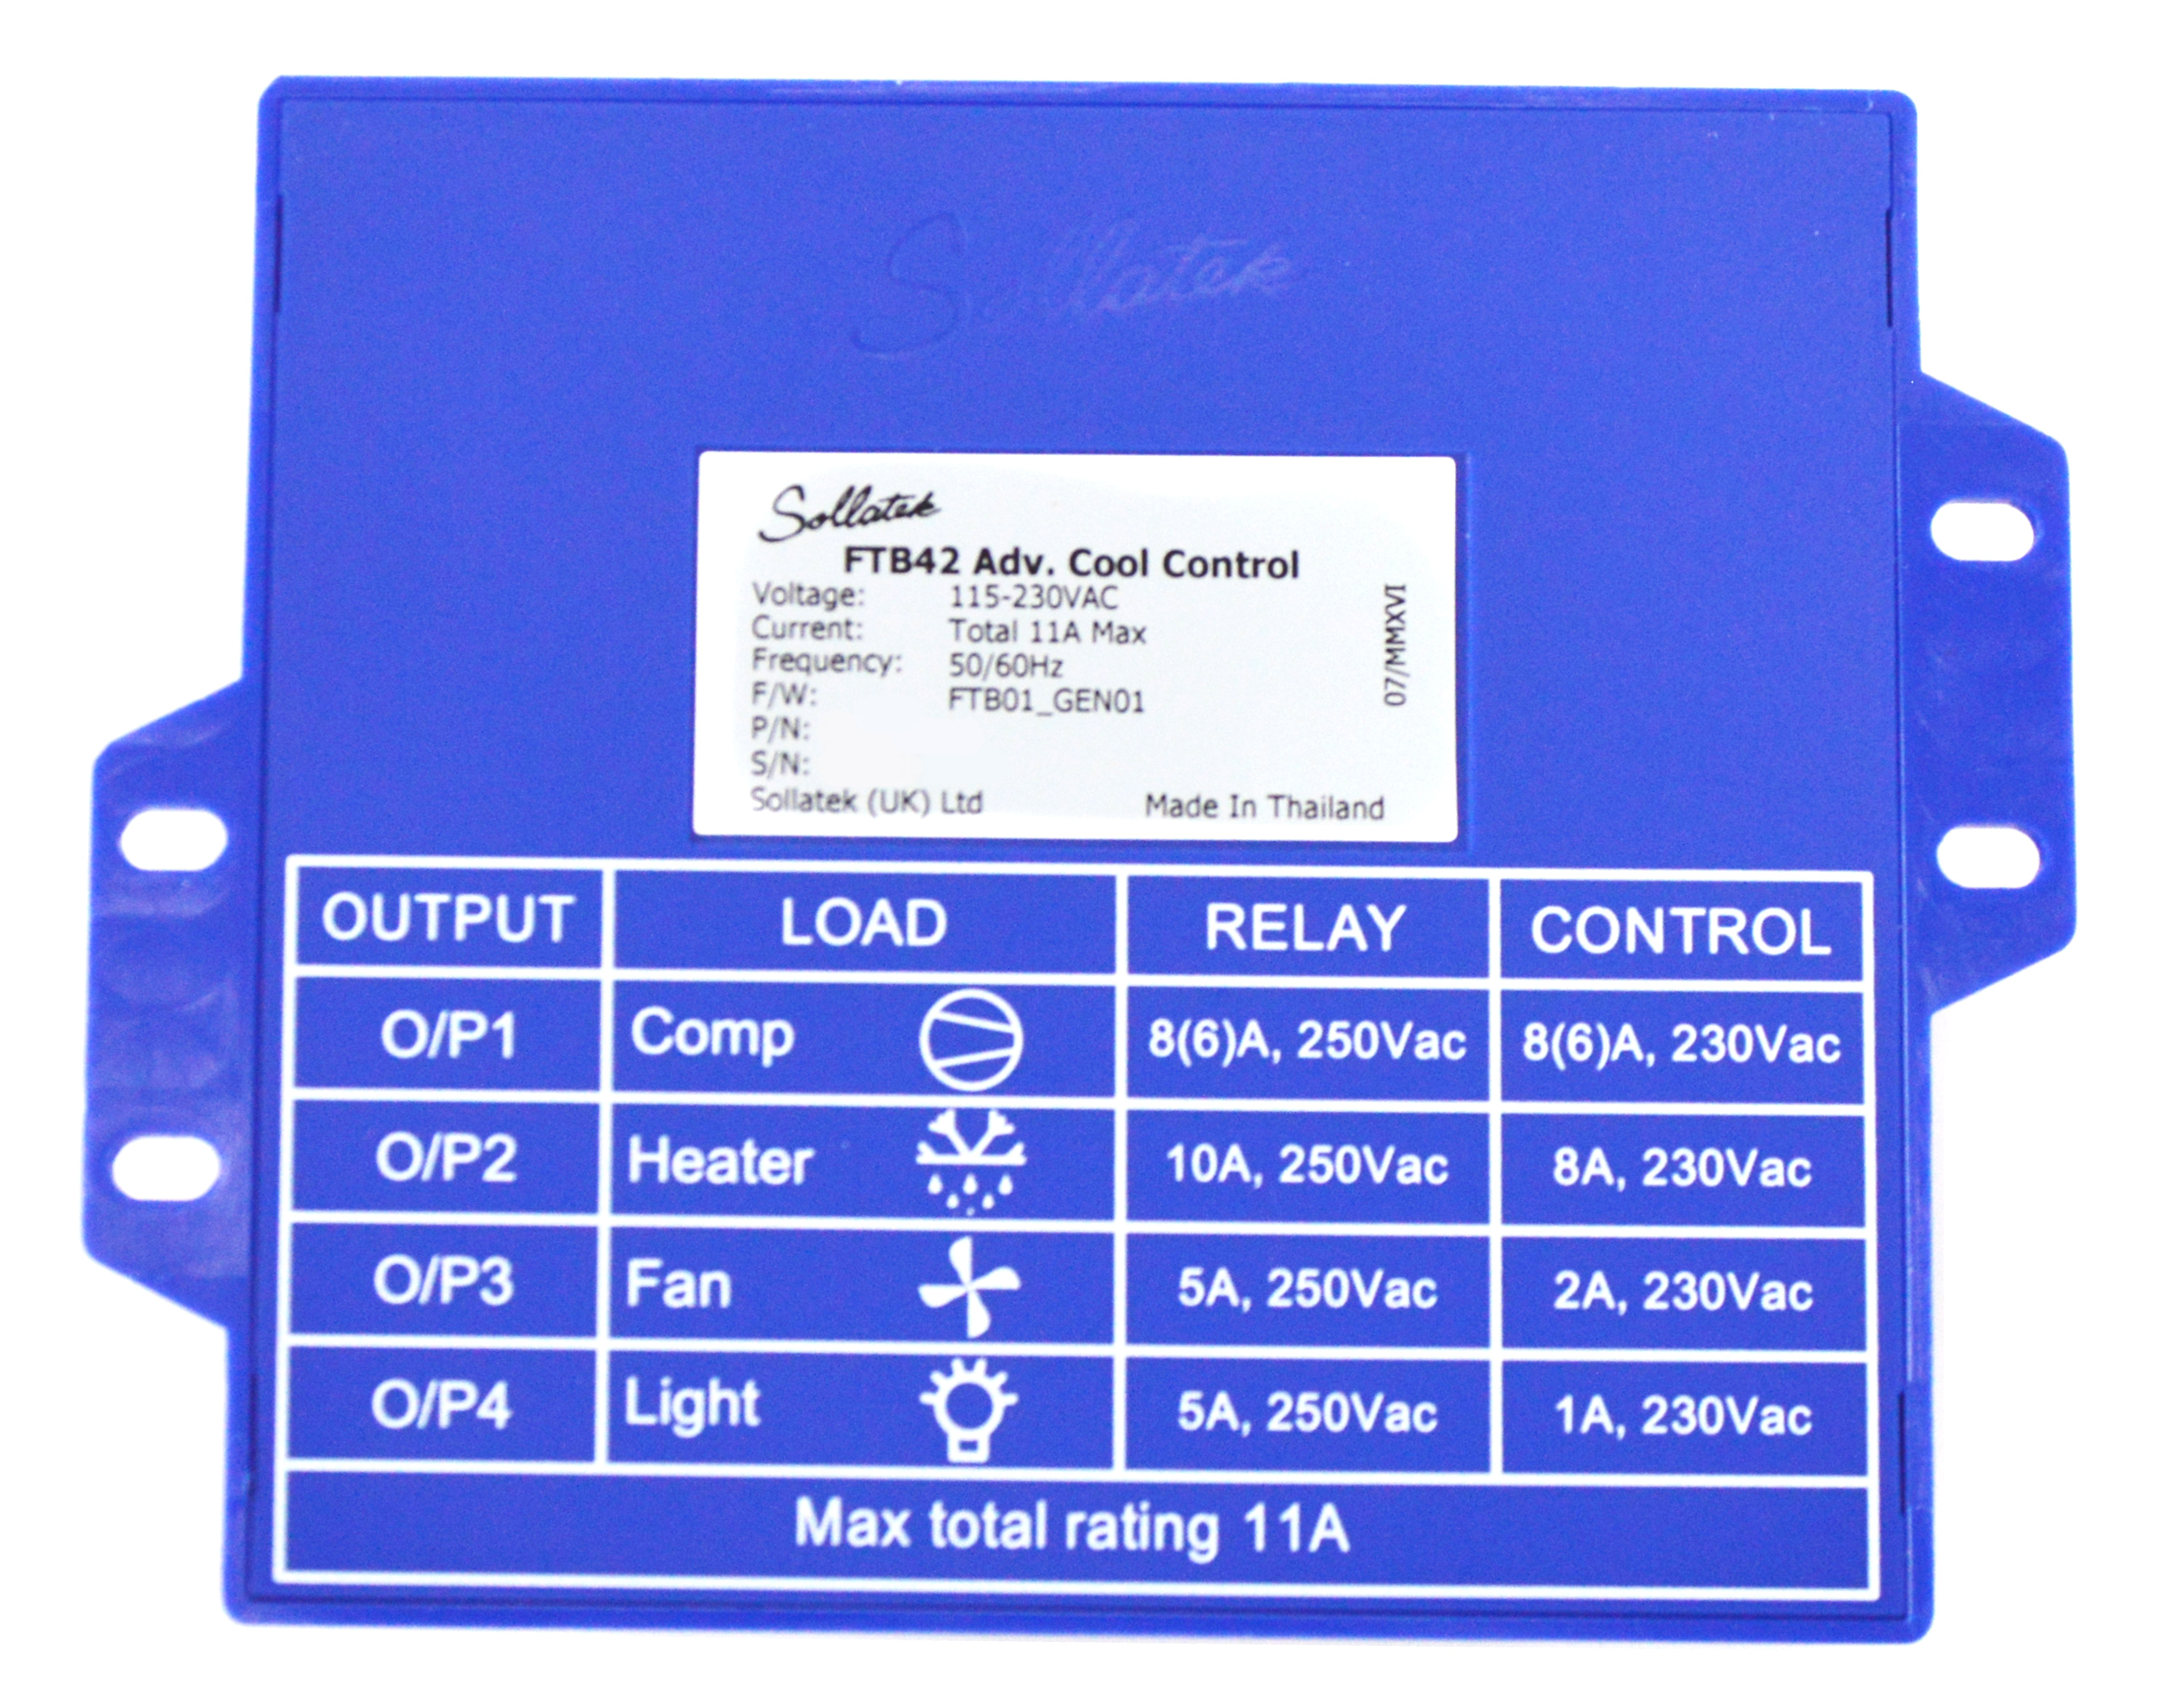 Sollatek
Sollatek
FTB42 Adv. Cool Control
Voltage: 115-230VAC
Current: Total 11A Max
Frequency: 50/60Hz
F/W: FTB01_GEN01
P/N:
S/N:
Sollatek (UK) Ltd Made In Thailand
07/MMXVI
OUTPUT LOAD RELAY CONTROL
O/P1 Comp 8(6)A, 250Vac 8(6)A, 230Vac
O/P2 Heater 10A, 250Vac 8A, 230Vac
O/P3 Fan 5A, 250Vac 2A, 230Vac
O/P4 Light 5A, 250Vac 1A, 230Vac
Max total rating 11A